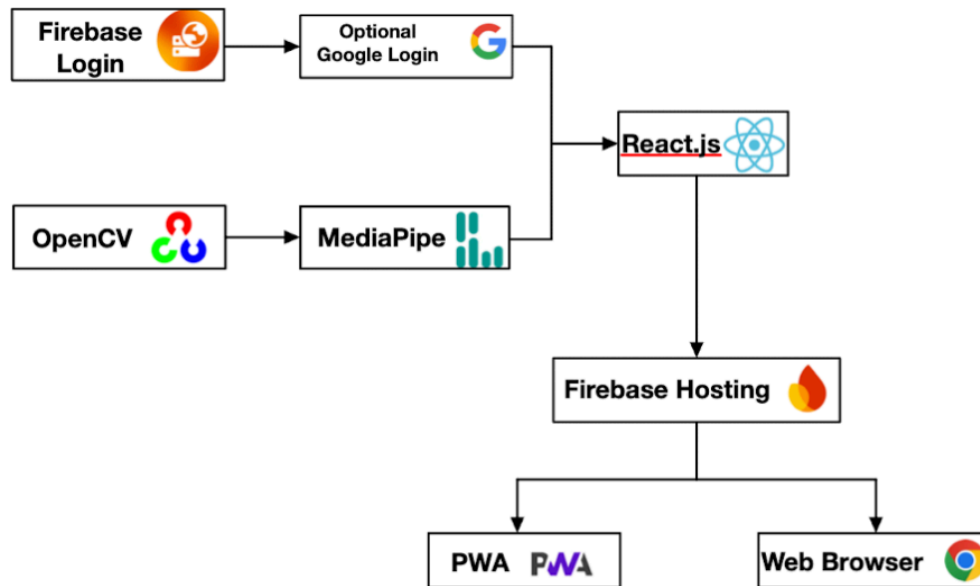 Firebase
Login
Optional
Google Login
React.js
OpenCV
MediaPipe
Firebase Hosting
PWA PWA
Web Browser